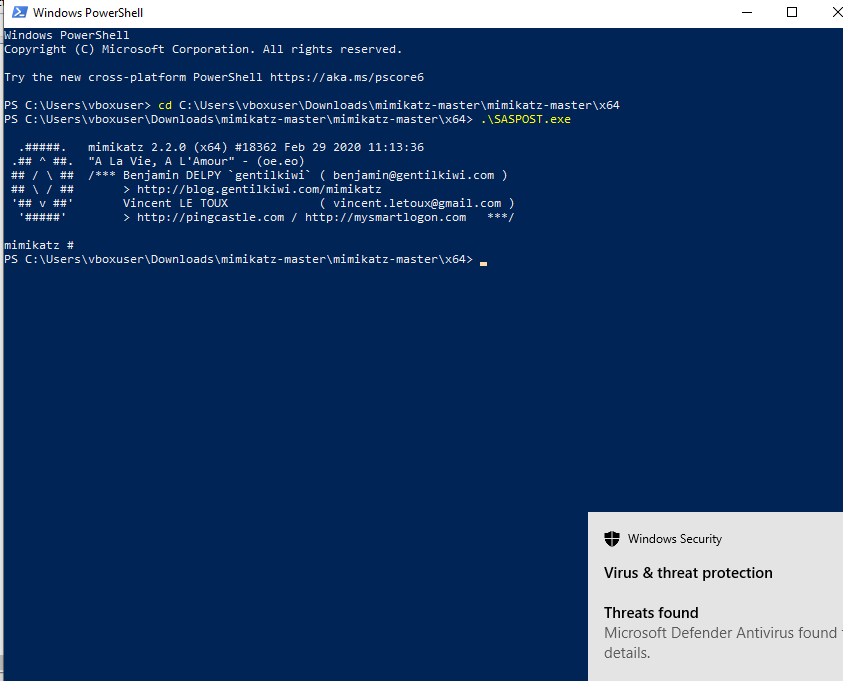 Windows PowerShell
Windows PowerShell
Copyright (C) Microsoft Corporation. All rights reserved.
Try the new cross-platform PowerShell https://aka.ms/pscore6
PS C:\Users\vboxuser> cd C:\Users\vboxuser\Downloads\mimikatz-master\mimikatz-master\x64
PS C:\Users\vboxuser\Downloads\mimikatz-master\mimikatz-master\x64> .\SASPOST.exe
  .#####.   mimikatz 2.2.0 (x64) #18362 Feb 29 2020 11:13:36
 .## ^ ##.  "A La Vie, A L'Amour" - (oe.eo)
 ## / \ ##  /*** Benjamin DELPY `gentilkiwi` ( benjamin@gentilkiwi.com )
 ## \ / ##       > http://blog.gentilkiwi.com/mimikatz
 '## v ##'       Vincent LE TOUX             ( vincent.letoux@gmail.com )
  '#####'        > http://pingcastle.com / http://mysmartlogon.com   ***/
mimikatz #
PS C:\Users\vboxuser\Downloads\mimikatz-master\mimikatz-master\x64>
Windows Security
Virus & threat protection
Threats found
Microsoft Defender Antivirus found
details.